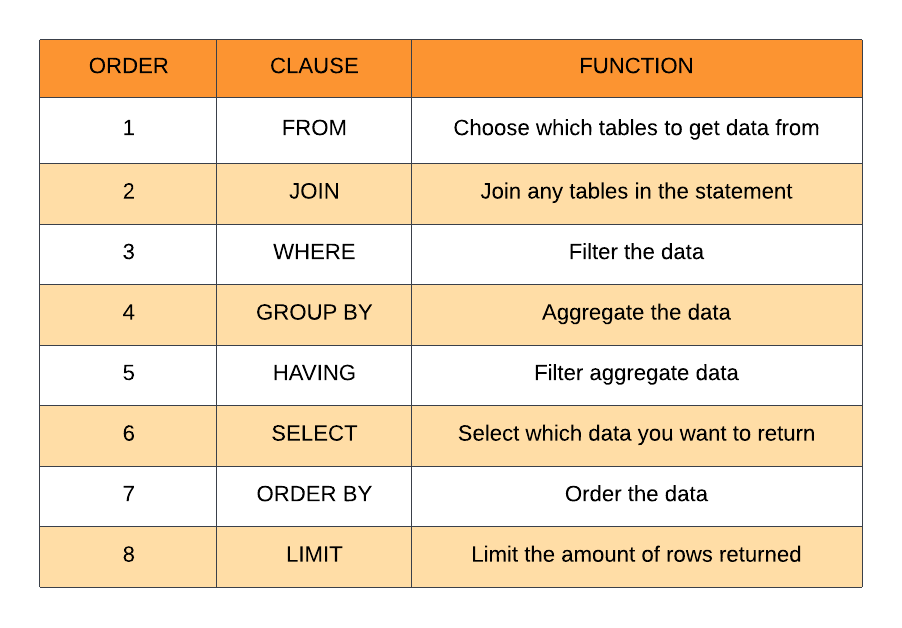 ORDER CLAUSE FUNCTION
1 FROM Choose which tables to get data from
2 JOIN Join any tables in the statement
3 WHERE Filter the data
4 GROUP BY Aggregate the data
5 HAVING Filter aggregate data
6 SELECT Select which data you want to return
7 ORDER BY Order the data
8 LIMIT Limit the amount of rows returned